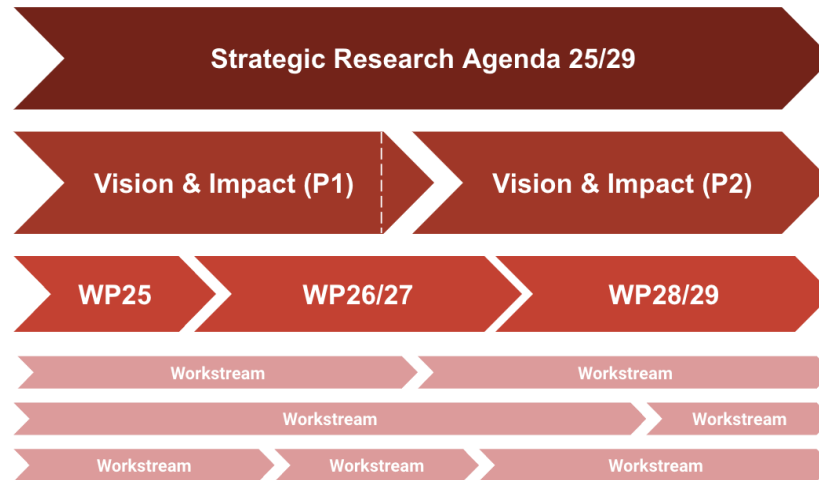 Strategic Research Agenda 25/29
Vision & Impact (P1)
Vision & Impact (P2)
WP25
WP26/27
WP28/29
Workstream
Workstream
Workstream
Workstream
Workstream
Workstream
Workstream